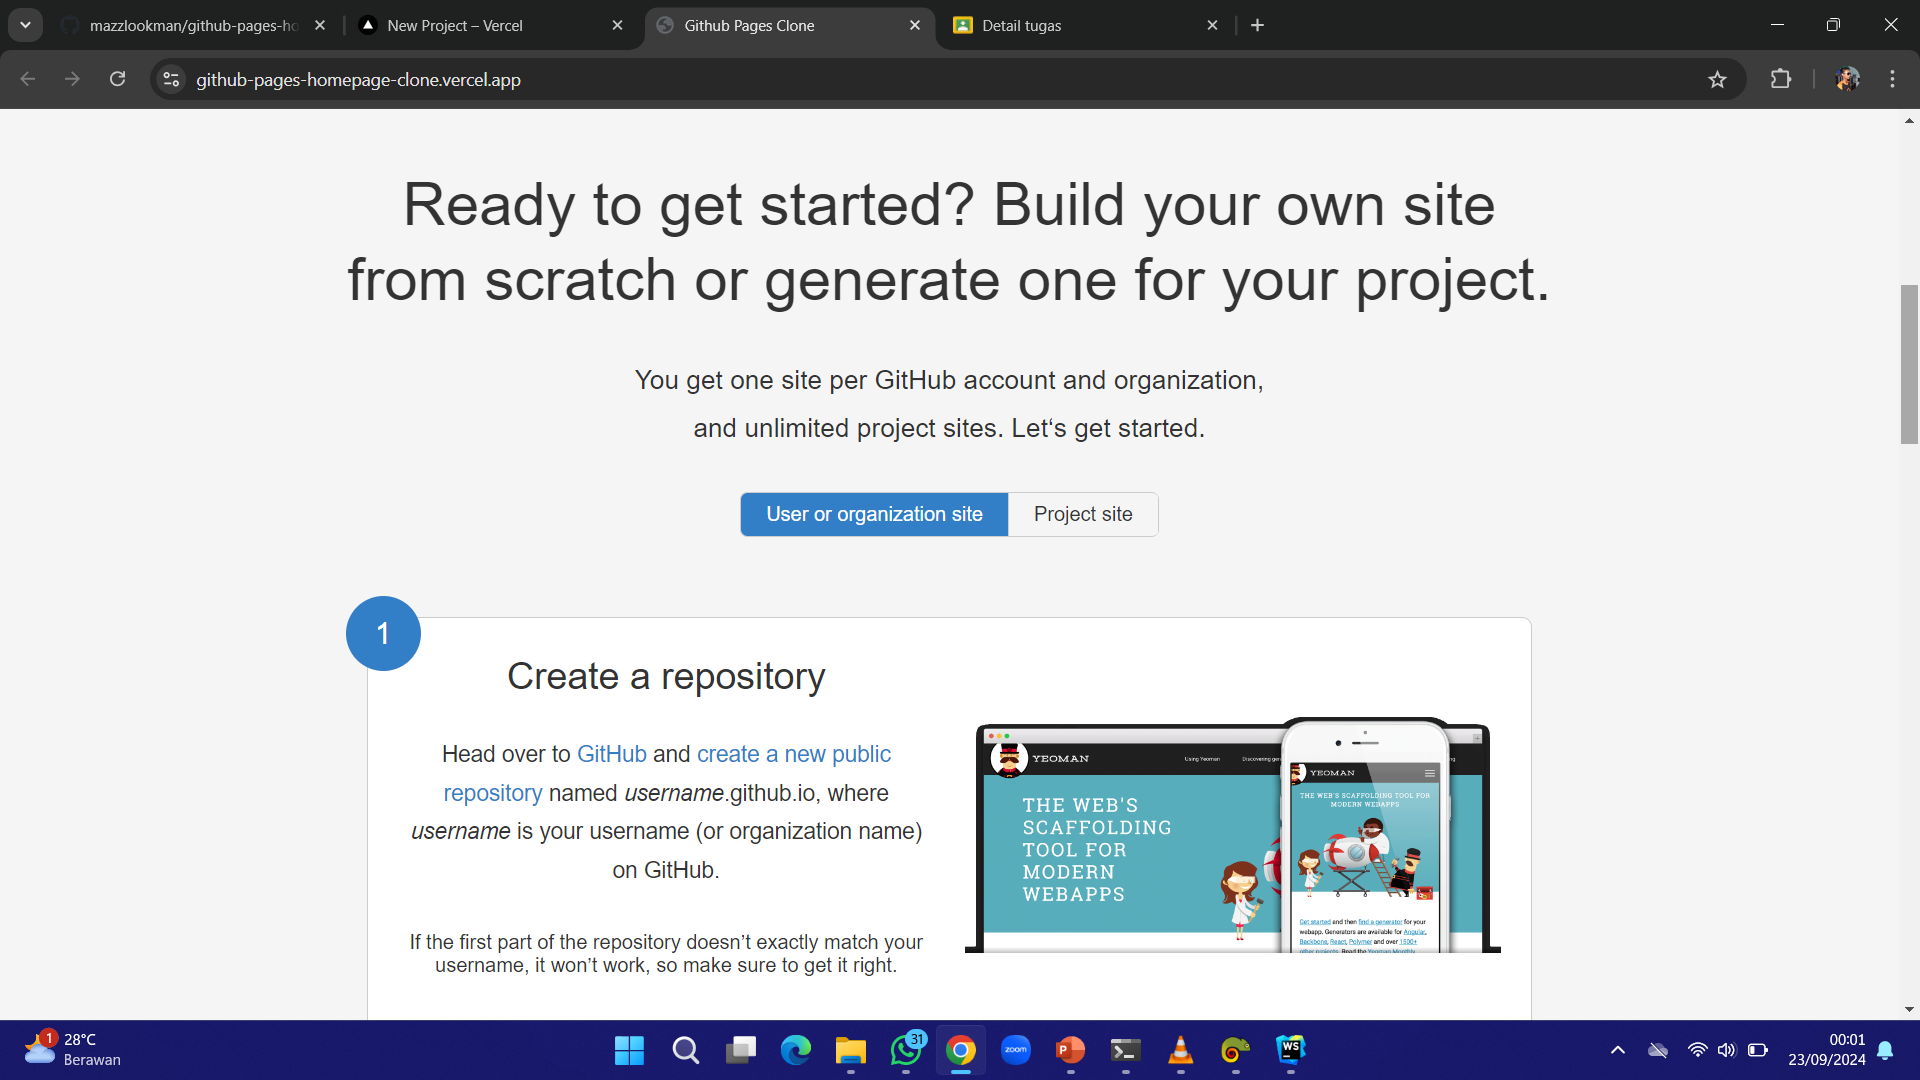 mazzlookman/github-pages-ho
New Project – Vercel
Github Pages Clone
Detail tugas
github-pages-homepage-clone.vercel.app
Ready to get started? Build your own site
from scratch or generate one for your project.
You get one site per GitHub account and organization,
and unlimited project sites. Let‘s get started.
User or organization site
Project site
1
Create a repository
Head over to GitHub and create a new public
repository named username.github.io, where
username is your username (or organization name)
on GitHub.
If the first part of the repository doesn’t exactly match your
username, it won’t work, so make sure to get it right.
YEOMAN
Using Yeoman
Discovering gen
ng
THE WEB'S
SCAFFOLDING
TOOL FOR
MODERN
WEBAPPS
YEOMAN
THE WEB'S SCAFFOLDING TOOL FOR
MODERN WEBAPPS
Get started and then find a generator for your
webapp. Generators are available for Angular,
Backbone, React, Polymer and over 1500+
other projects. Read the Yeoman Monthly
1
28°C
Berawan
31
zoom
P
WS
00:01
23/09/2024